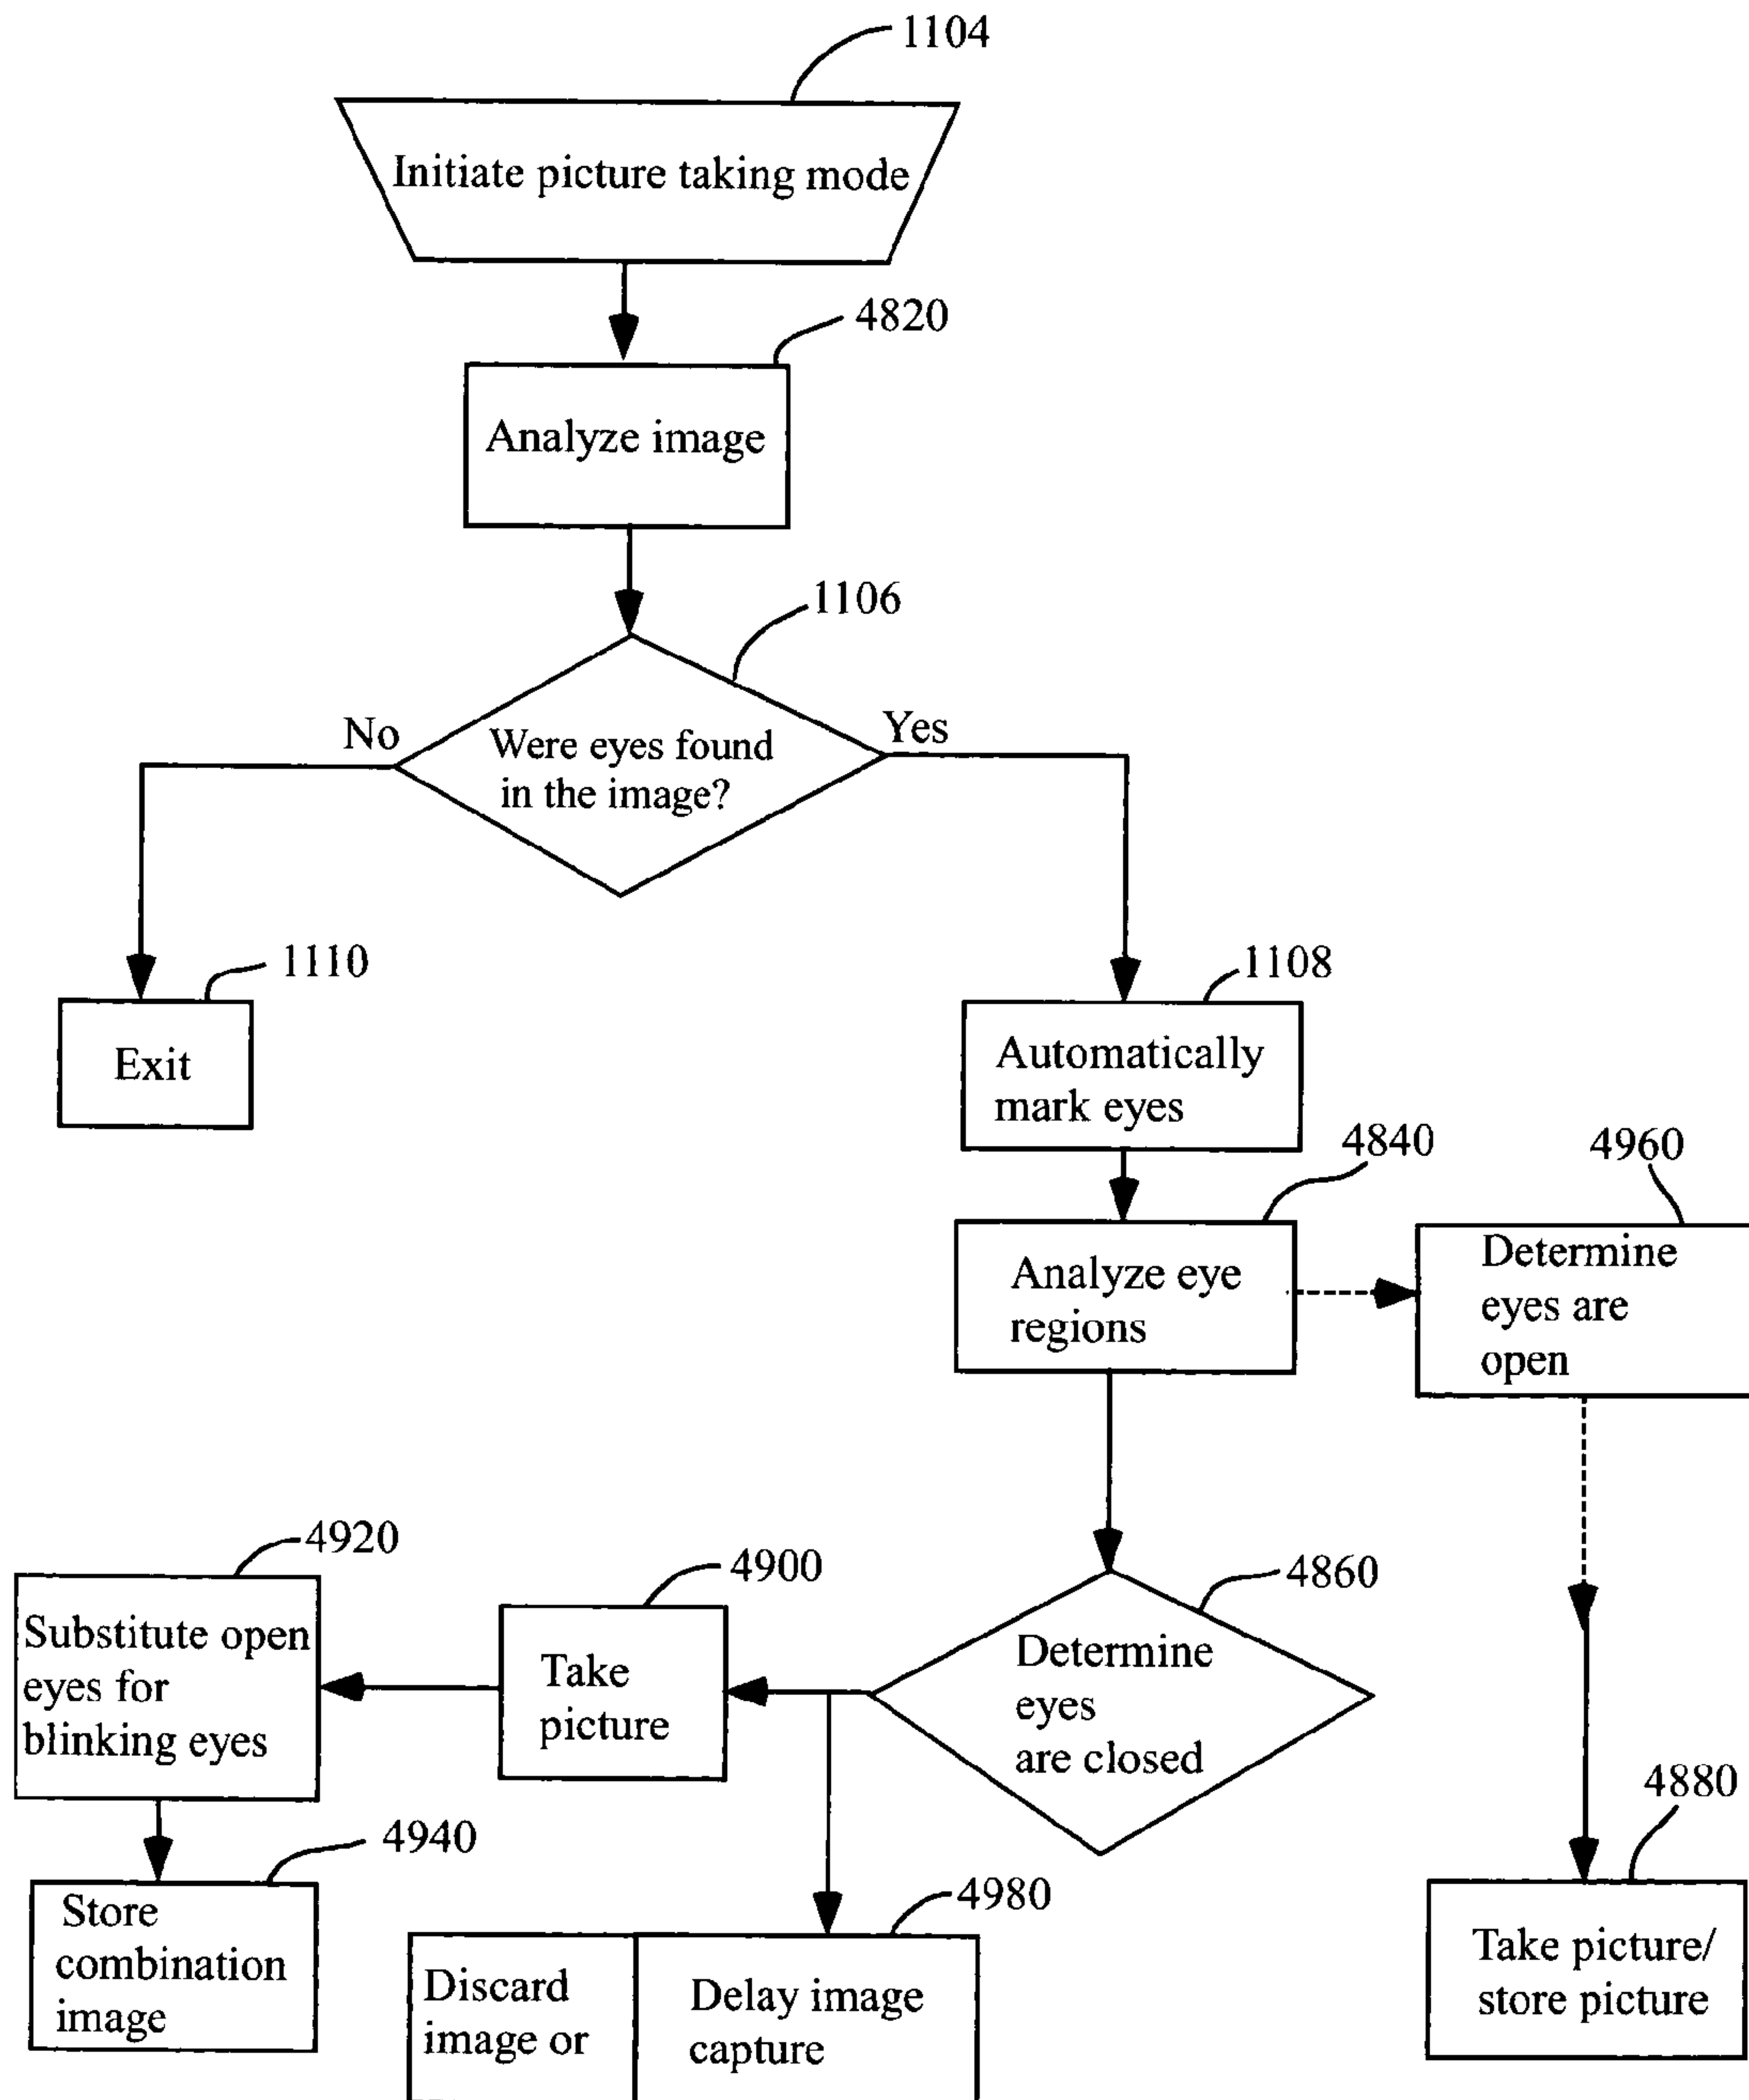 1104
Initiate picture taking mode
4820
Analyze image
1106
No
Yes
Were eyes found
in the image?
1110
Exit
1108
Automatically
mark eyes
4840
4960
Analyze eye
regions
Determine
eyes are
open
4920
4900
4860
Substitute open
eyes for
blinking eyes
Take
picture
Determine
eyes
are closed
4940
4980
4880
Store
combination
image
Discard
image or
Delay image
capture
Take picture/
store picture